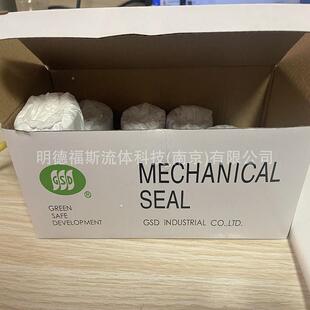 明德福斯流体科技(南京)有限公司
GSD
®
GREEN
SAFE
DEVELOPMENT
MECHANICAL
SEAL
GSD INDUSTRIAL CO.,LTD.